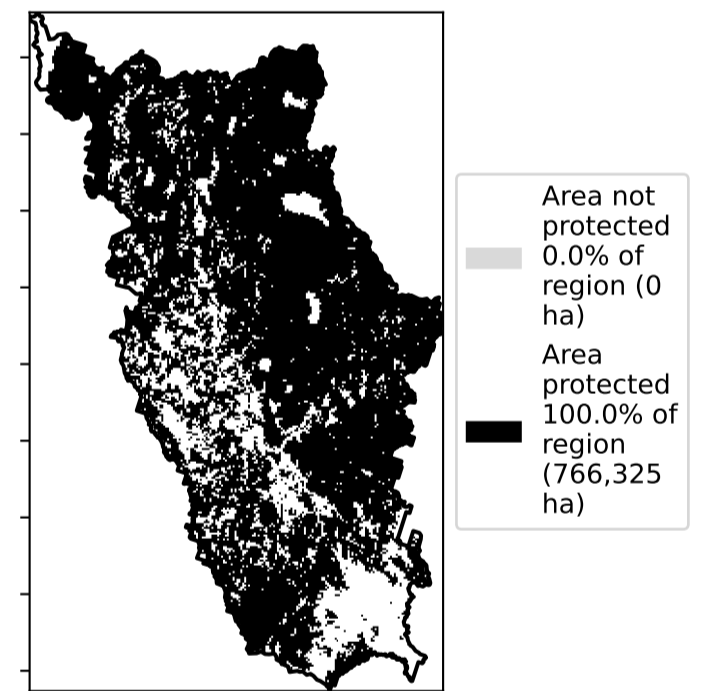 Area not
protected
0.0% of
region (0
ha)
Area
protected
100.0% of
region
(766,325
ha)